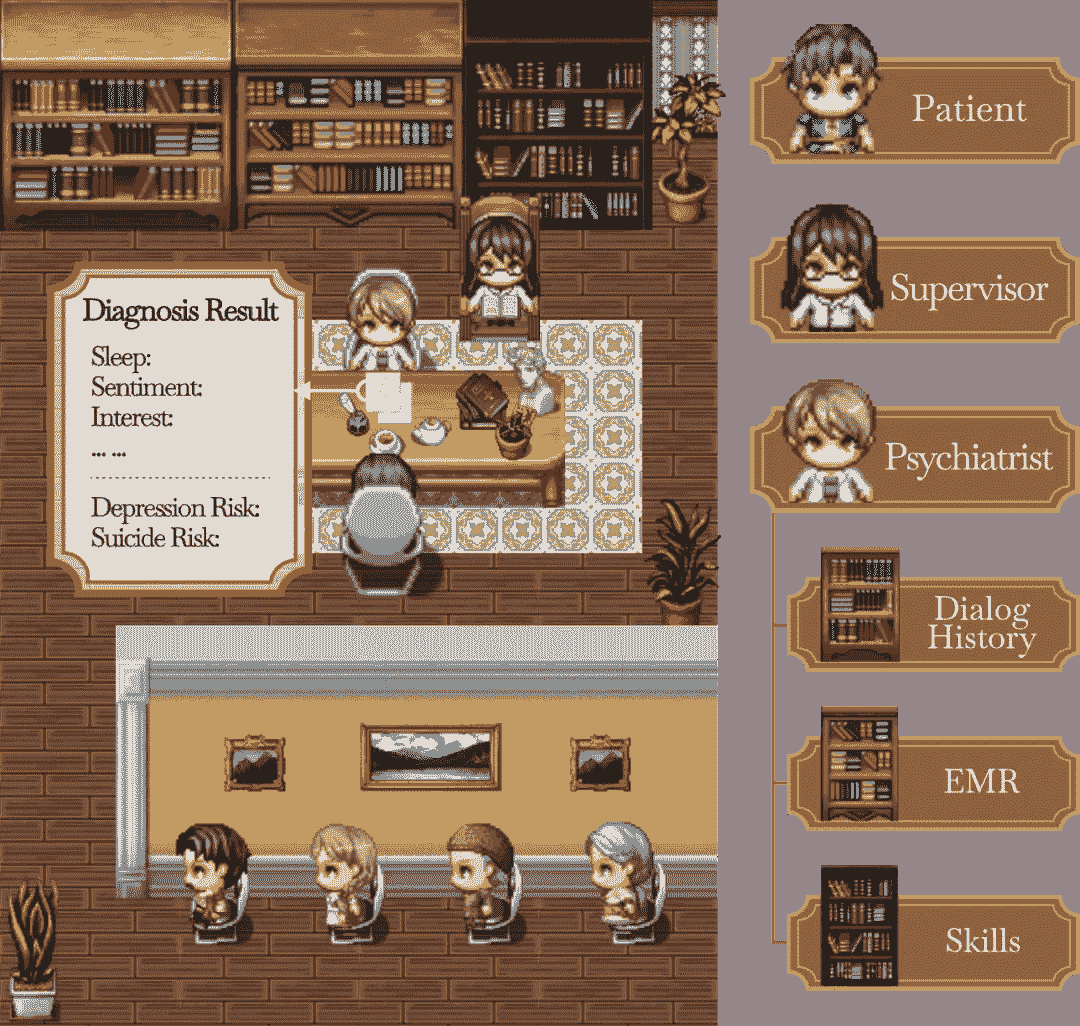 Diagnosis Result
Sleep:
Sentiment:
Interest:
... ...
Depression Risk:
Suicide Risk:
Patient
Supervisor
Psychiatrist
Dialog
History
EMR
Skills